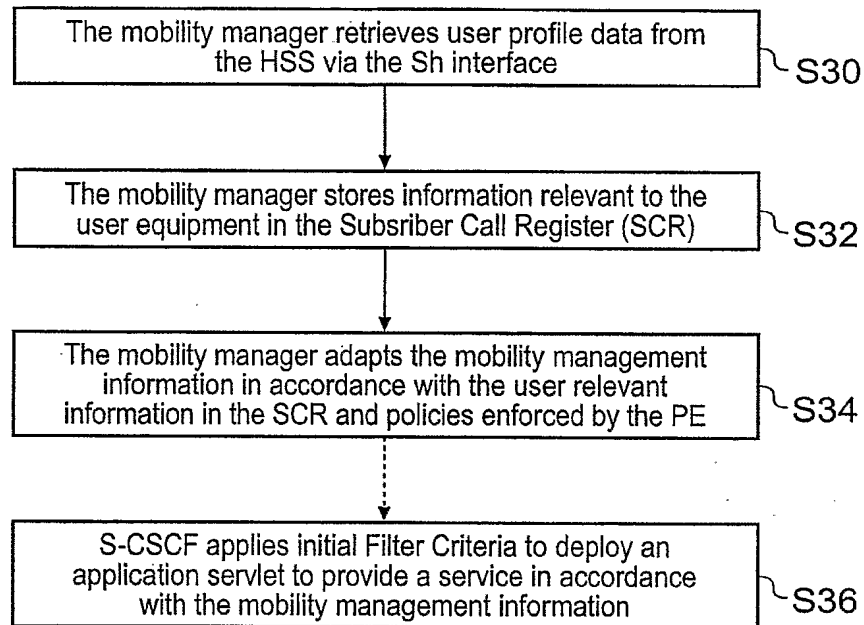 The mobility manager retrieves user profile data from
the HSS via the Sh interface
S30
The mobility manager stores information relevant to the
user equipment in the Subsriber Call Register (SCR)
S32
The mobility manager adapts the mobility management
information in accordance with the user relevant
information in the SCR and policies enforced by the PE
S34
S-CSCF applies initial Filter Criteria to deploy an
application servlet to provide a service in accordance
with the mobility management information
S36